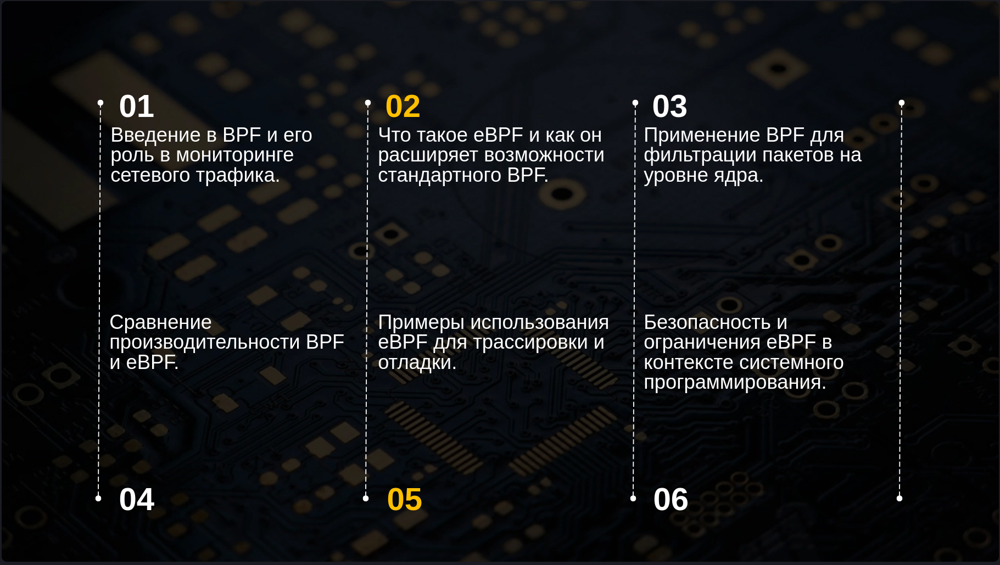 01
Введение в BPF и его
роль в мониторинге
сетевого трафика.
02
Что такое eBPF и как он
расширяет возможности
стандартного BPF.
03
Применение BPF для
фильтрации пакетов на
уровне ядра.
Сравнение
производительности BPF
и eBPF.
04
Примеры использования
eBPF для трассировки и
отладки.
05
Безопасность и
ограничения eBPF в
контексте системного
программирования.
06